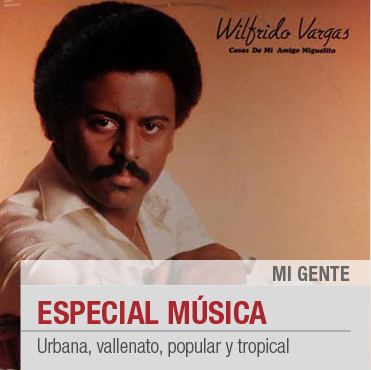 Wilfrido Vargas
Cosas De Mi Amigo Miguelito
MI GENTE
ESPECIAL MÚSICA
Urbana, vallenato, popular y tropical